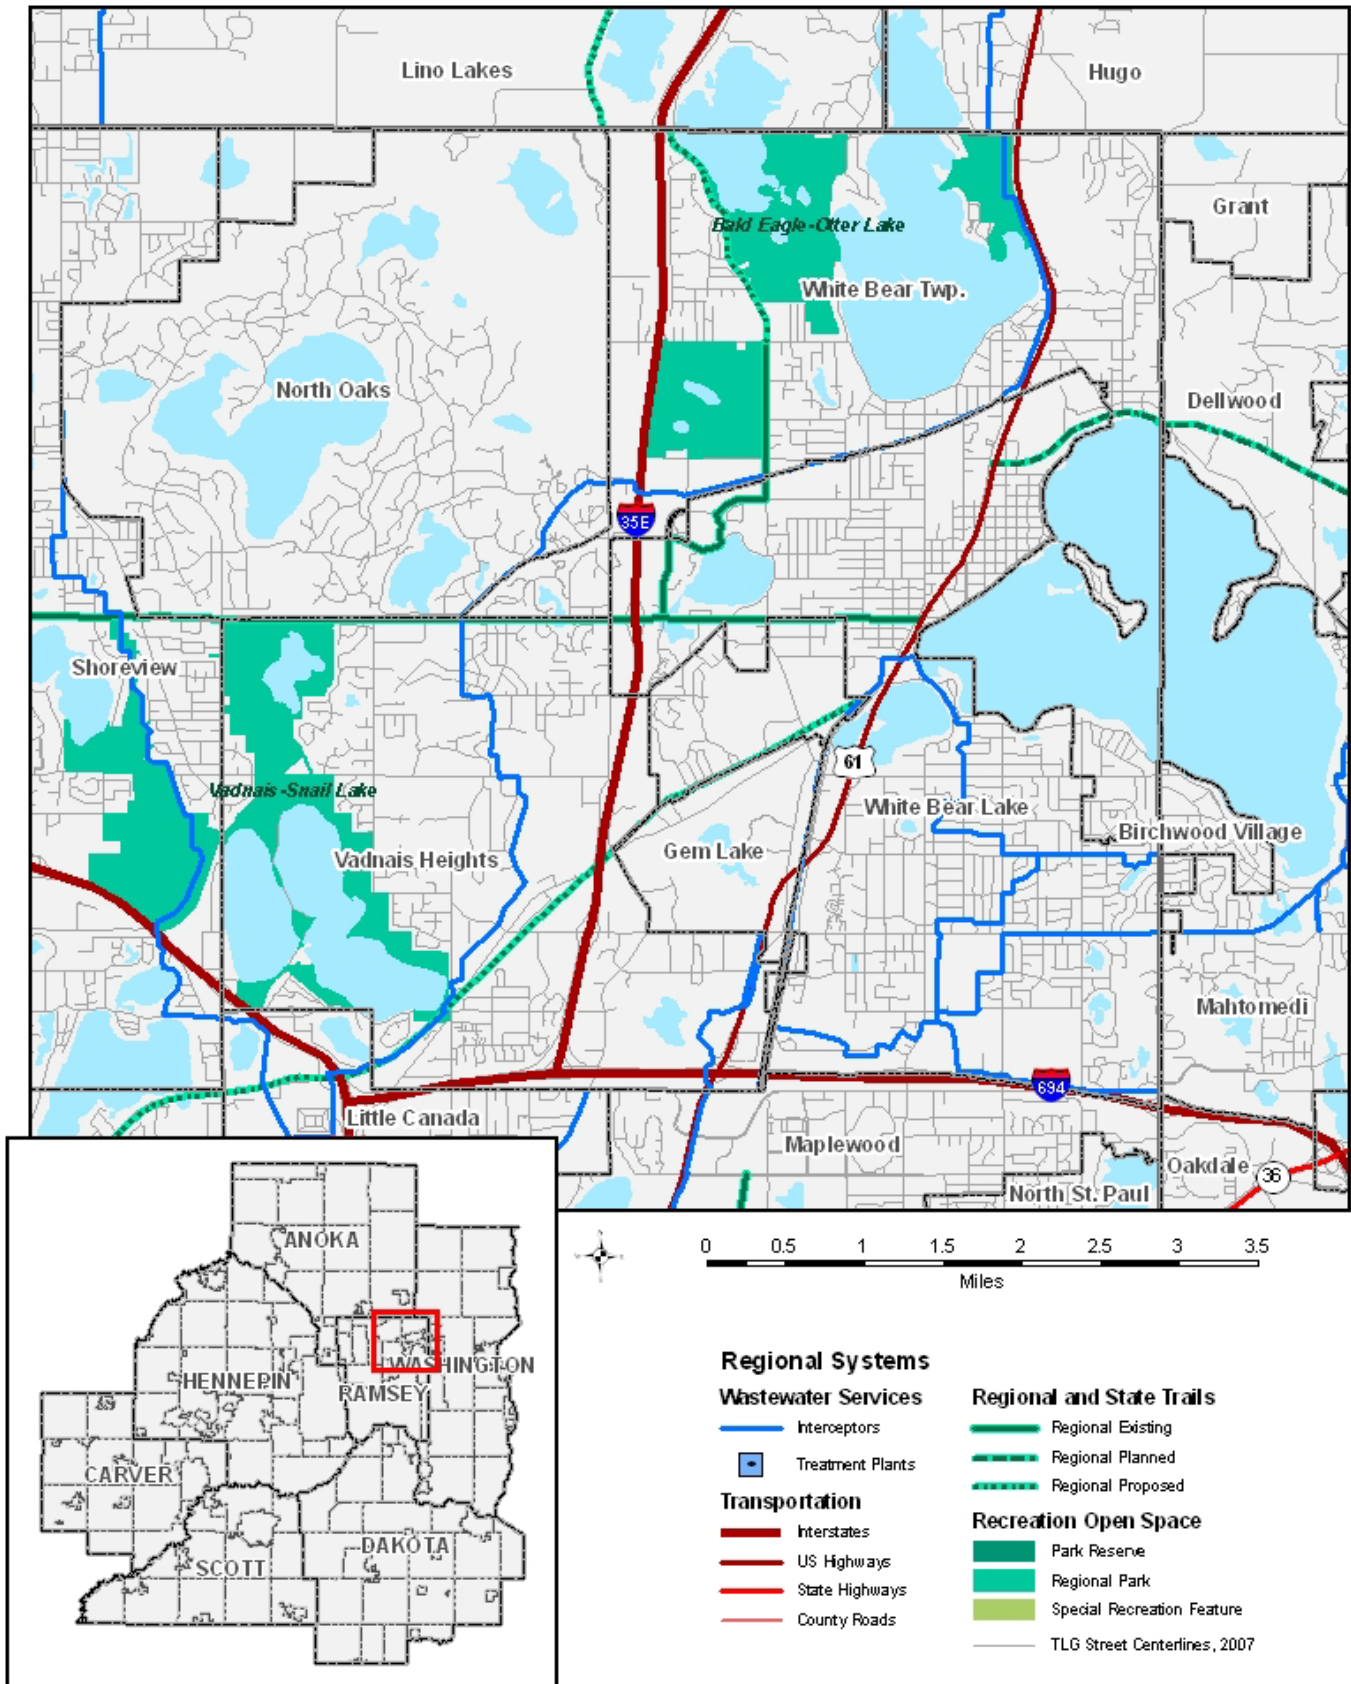 Lino Lakes
Hugo
Grant
Bald Eagle-Otter Lake
White Bear Twp.
North Oaks
Dellwood
35E
Shoreview
61
Vadnais-Snail Lake
White Bear Lake
Birchwood Village
Vadnais Heights
Gem Lake
Mahtomedi
694
Little Canada
Maplewood
Oakdale
36
North St. Paul
ANOKA
WASHINGTON
HENNEPIN
RAMSEY
CARVER
DAKOTA
SCOTT
0 0.5 1 1.5 2 2.5 3 3.5
Miles
Regional Systems
Wastewater Services
Interceptors
Treatment Plants
Transportation
Interstates
US Highways
State Highways
County Roads
Regional and State Trails
Regional Existing
Regional Planned
Regional Proposed
Recreation Open Space
Park Reserve
Regional Park
Special Recreation Feature
TLG Street Centerlines, 2007